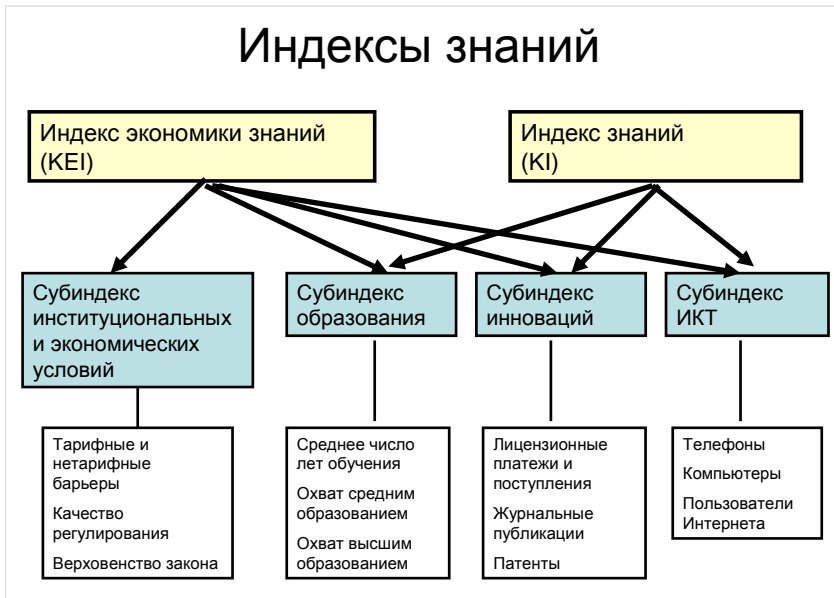 Индексы знаний
Индекс экономики знаний
(KEI)
Индекс знаний
(KI)
Субиндекс
институциональных
и экономических
условий
Субиндекс
образования
Субиндекс
инноваций
Субиндекс
ИКТ
Тарифные и
нетарифные
барьеры
Качество
регулирования
Верховенство закона
Среднее число
лет обучения
Охват средним
образованием
Охват высшим
образованием
Лицензионные
платежи и
поступления
Журнальные
публикации
Патенты
Телефоны
Компьютеры
Пользователи
Интернета